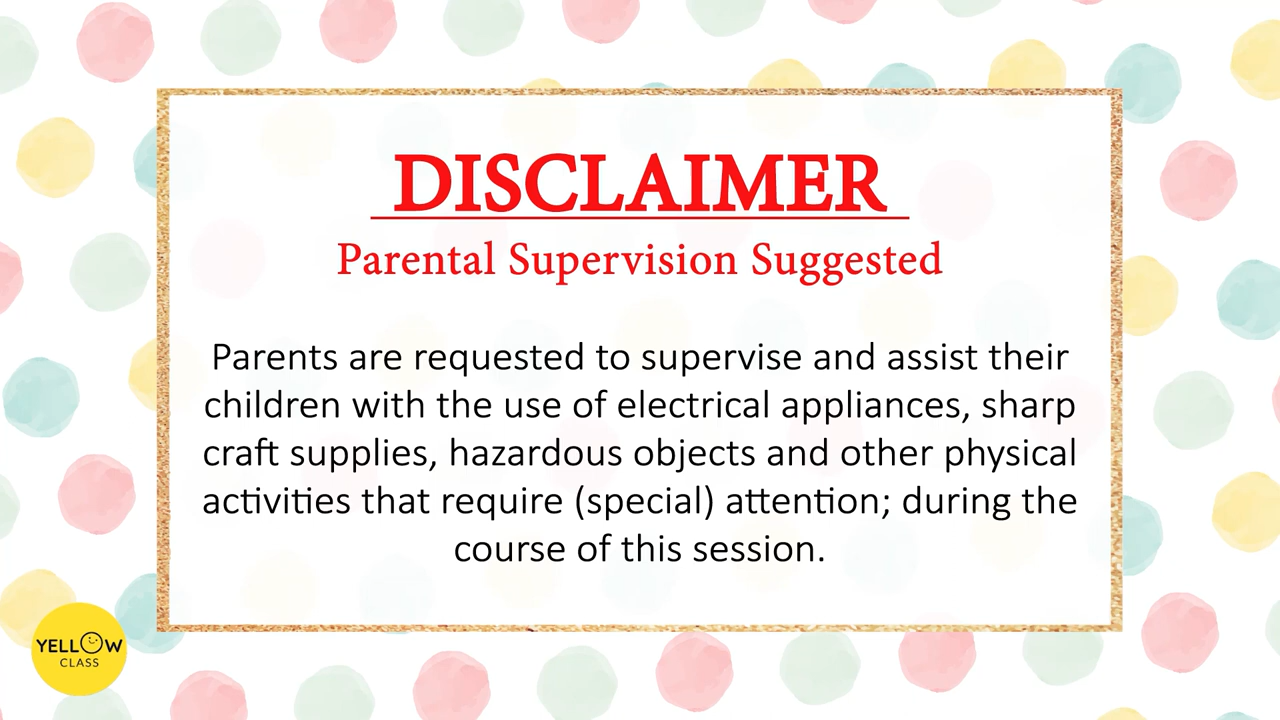 DISCLAIMER
Parental Supervision Suggested
Parents are requested to supervise and assist their
children with the use of electrical appliances, sharp
craft supplies, hazardous objects and other physical
activities that require (special) attention; during the
course of this session.
YELLOW
CLASS